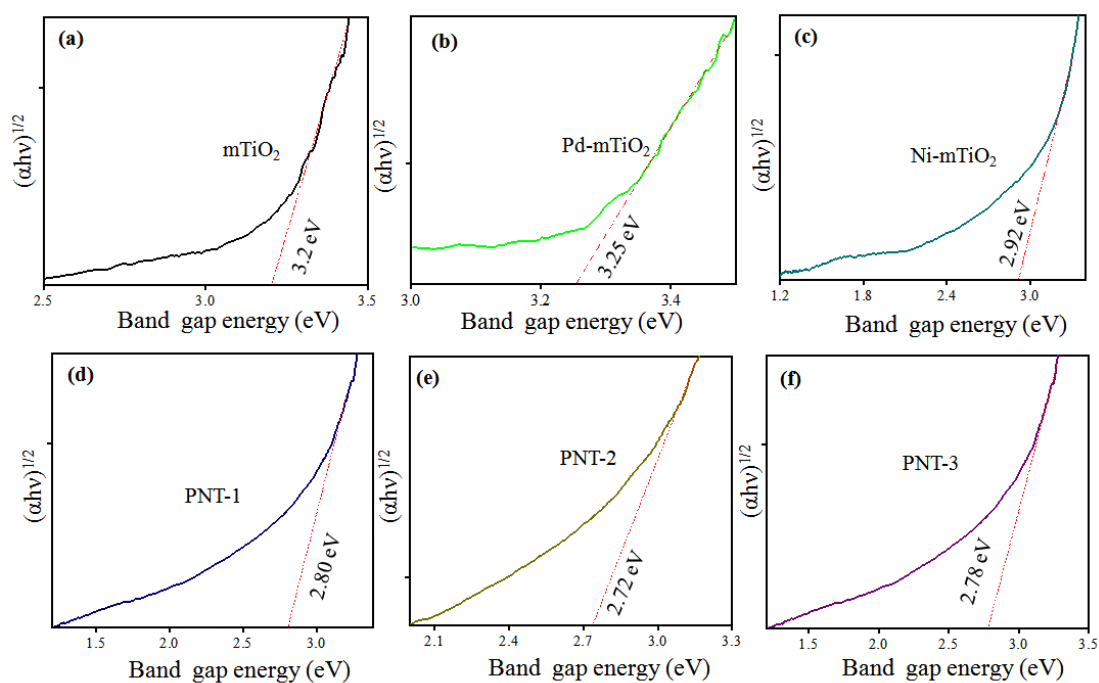 (a)
(αhν)1/2
mTiO2
3.2 eV
2.5 3.0 3.5
Band gap energy (eV)
(b)
(αhν)1/2
Pd-mTiO2
3.25 eV
3.0 3.2 3.4
Band gap energy (eV)
(c)
(αhν)1/2
Ni-mTiO2
2.92 eV
1.2 1.8 2.4 3.0
Band gap energy (eV)
(d)
(αhν)1/2
PNT-1
2.80 eV
1.5 2.0 2.5 3.0
Band gap energy (eV)
(e)
(αhν)1/2
PNT-2
2.72 eV
2.1 2.4 2.7 3.0 3.3
Band gap energy (eV)
(f)
(αhν)1/2
PNT-3
2.78 eV
1.5 2.0 2.5 3.0 3.5
Band gap energy (eV)